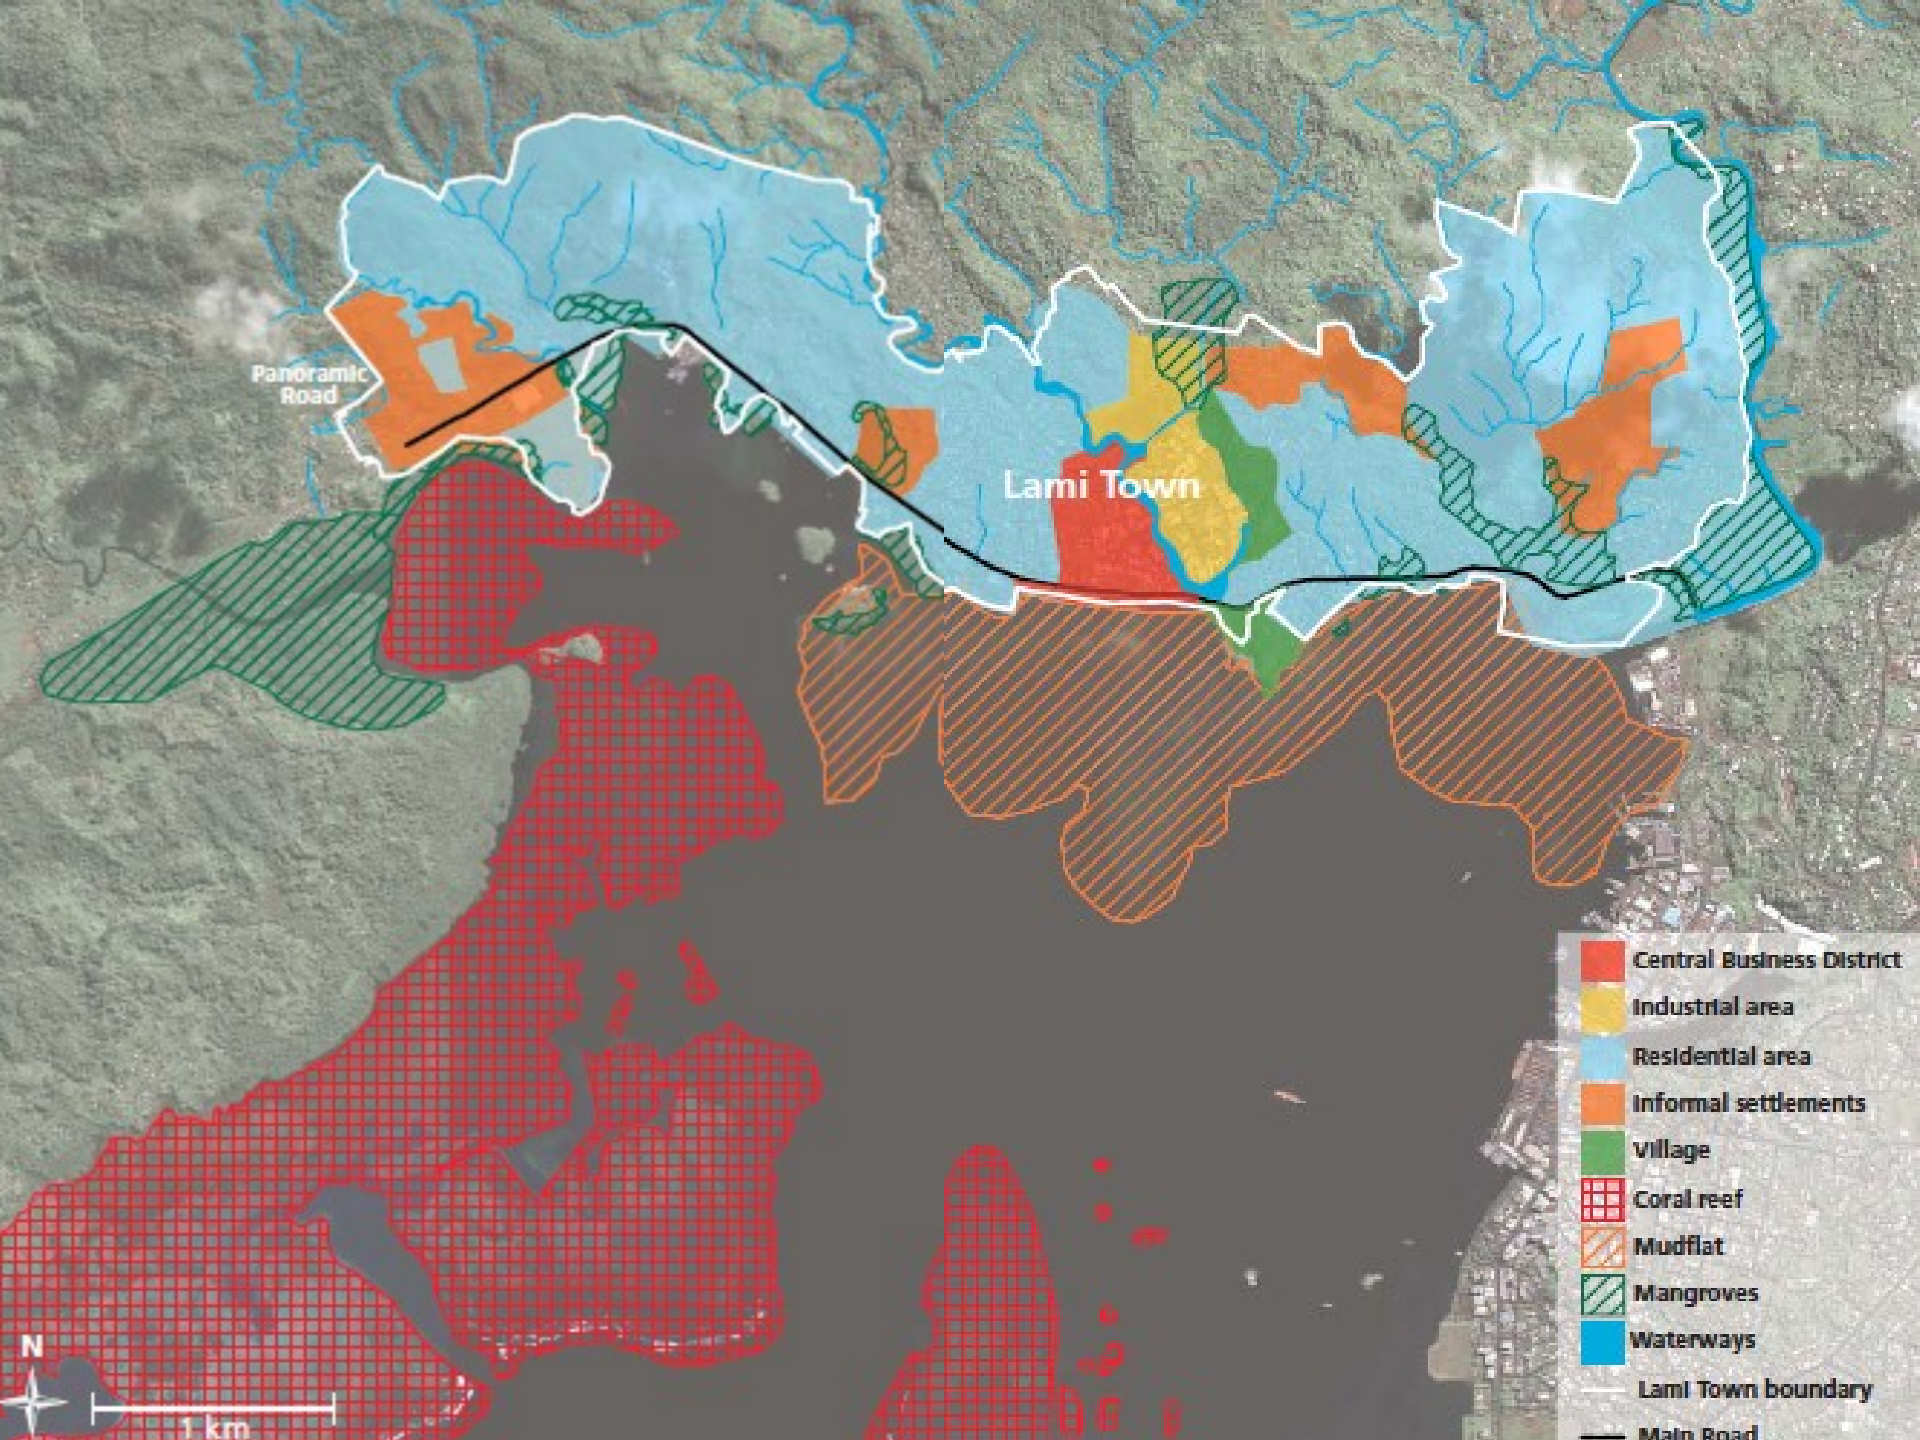 Panoramic
Road
Lami Town
Central Business District
Industrial area
Residential area
Informal settlements
Village
Coral reef
Mudflat
Mangroves
Waterways
Lami Town boundary
Main Road
N
1 km